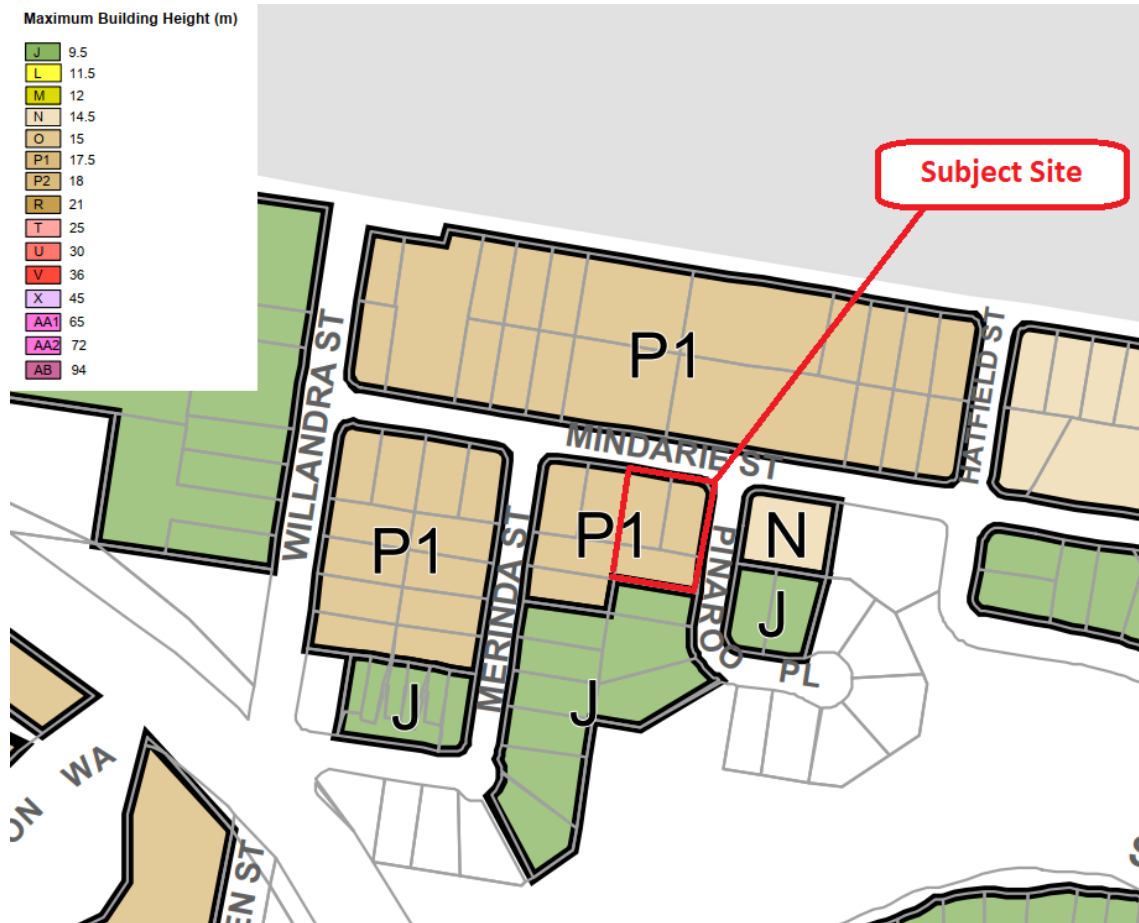 Maximum Building Height (m)
J 9.5
L 11.5
M 12
N 14.5
O 15
P1 17.5
P2 18
R 21
T 25
U 30
V 36
X 45
AA1 65
AA2 72
AB 94
Subject Site
P1
HATFIELD ST
WILLANDRA ST
MINDARIE ST
P1
MERINDA ST
P1
PINAROO PL
N
J
J
J
ON WA
EN ST